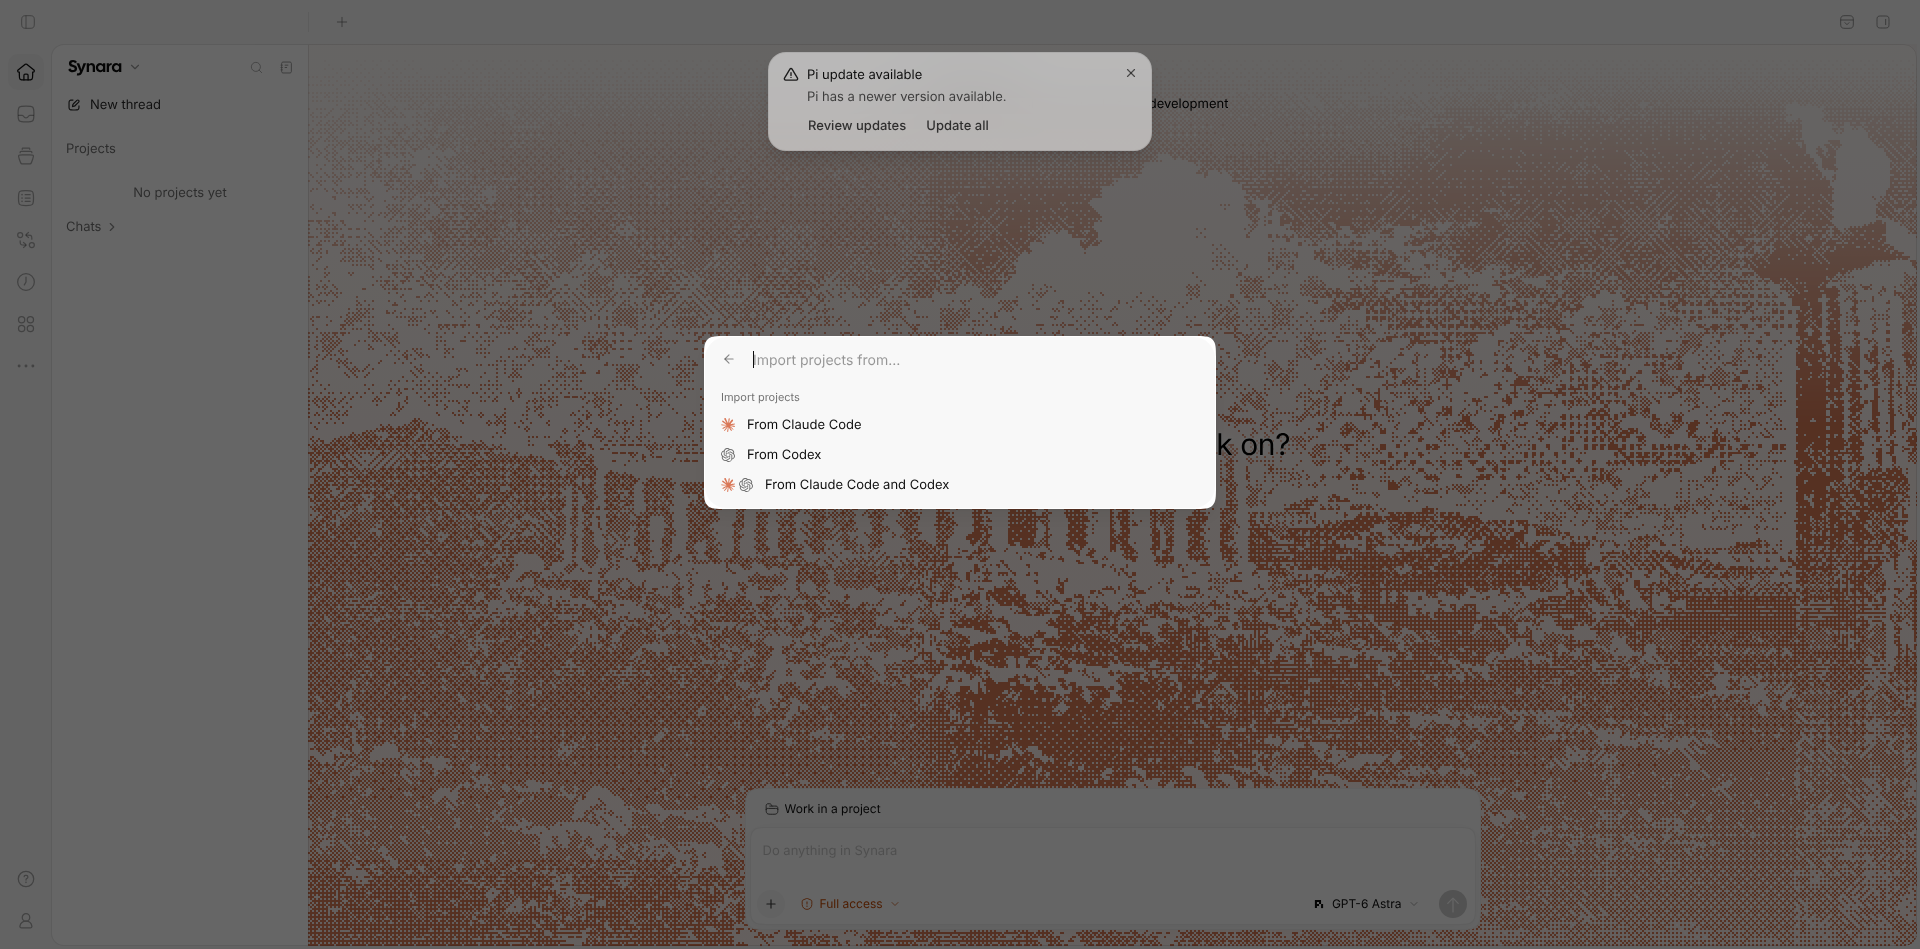 Synara
New thread
Projects
No projects yet
Chats
Pi update available
Pi has a newer version available.
Review updates
Update all
development
Import projects from...
Import projects
From Claude Code
From Codex
From Claude Code and Codex
k on?
Work in a project
Do anything in Synara
Full access
GPT-6 Astra